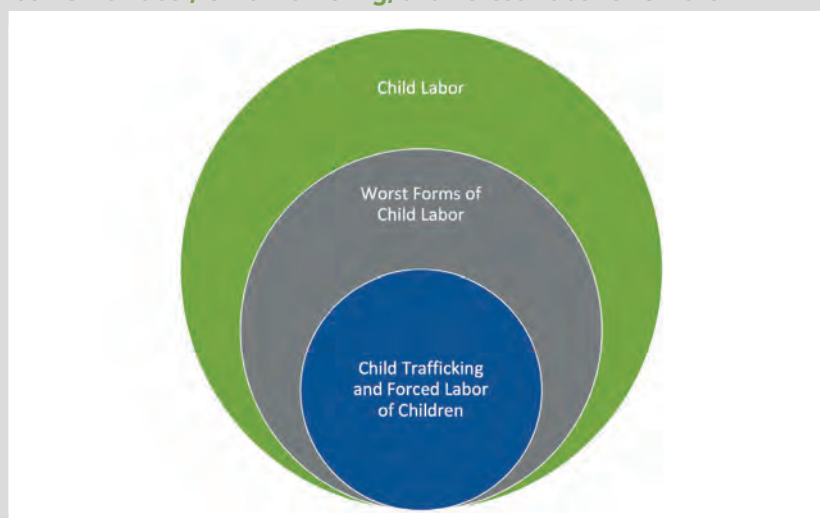 Child Labor
Worst Forms of
Child Labor
Child Trafficking
and Forced Labor
of Children